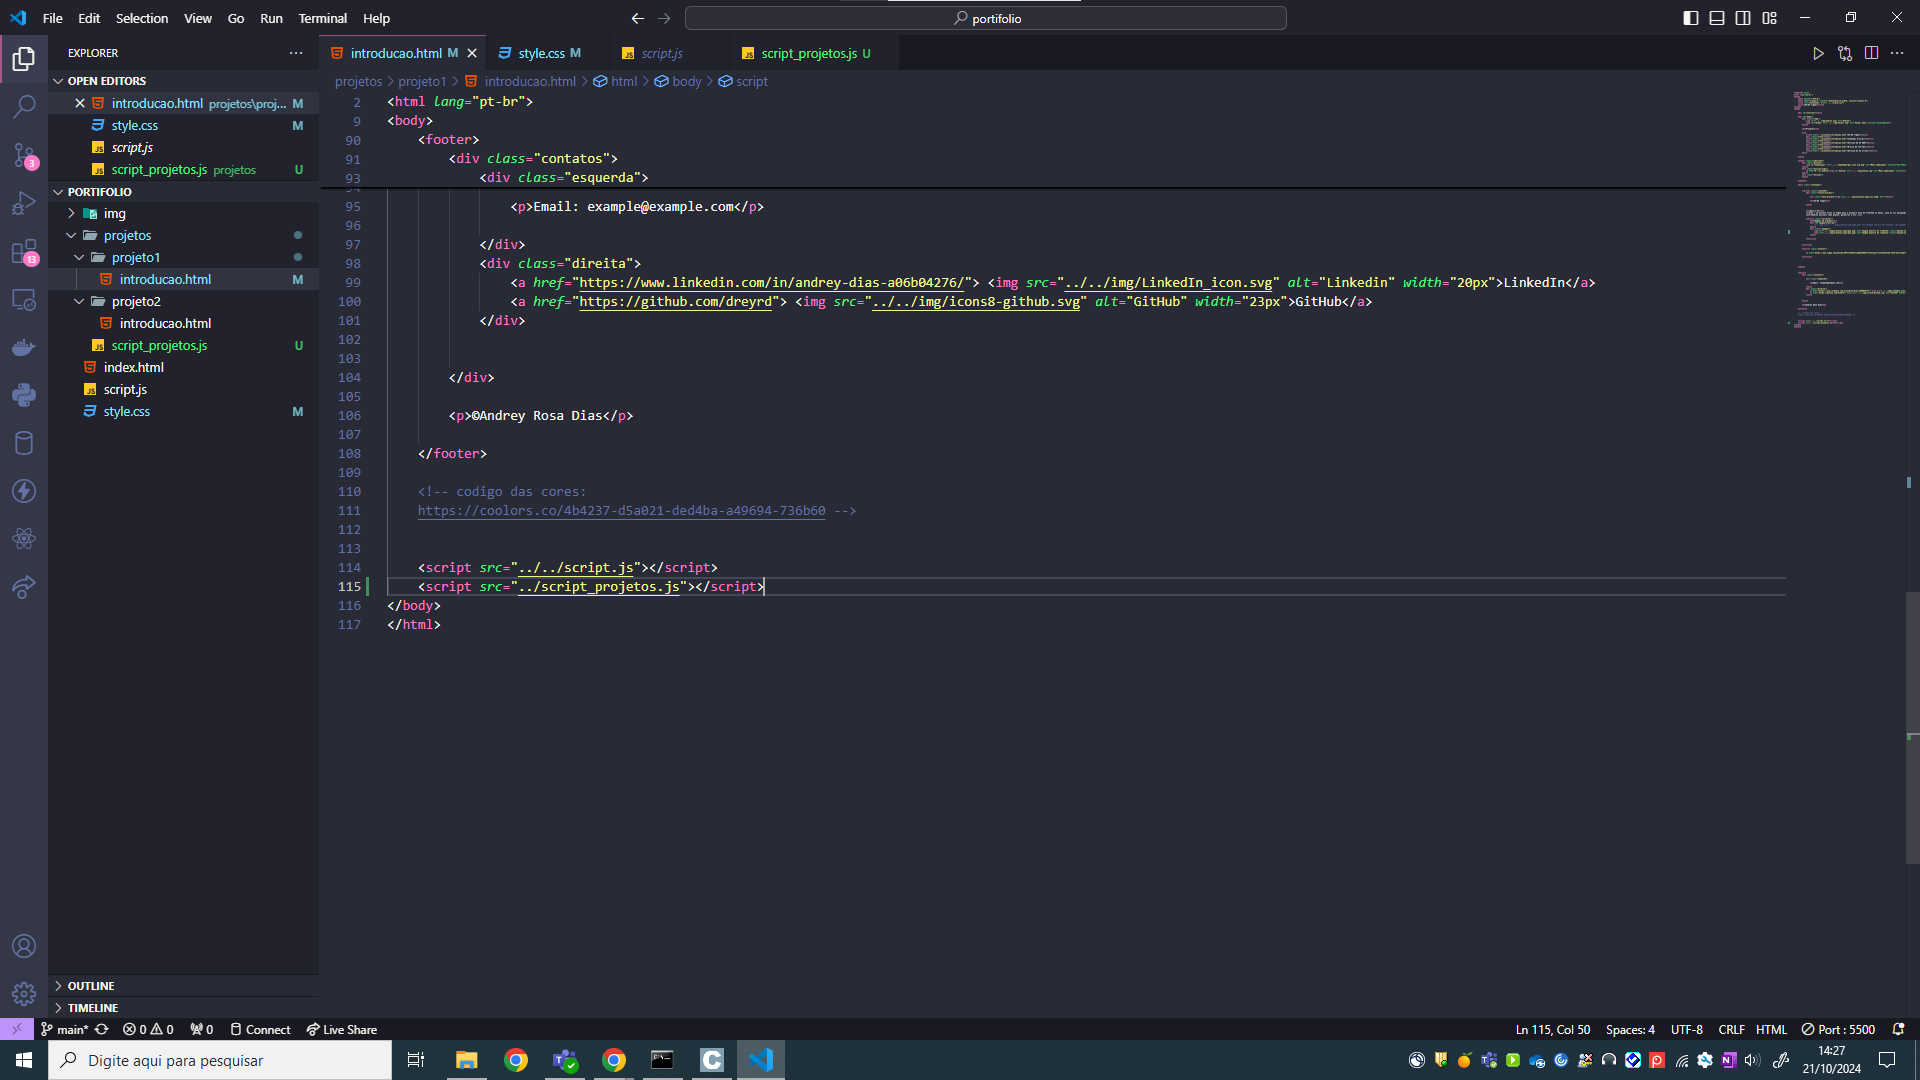 File Edit Selection View Go Run Terminal Help
portifolio
EXPLORER
OPEN EDITORS
introducao.html projetos\proj... M
style.css M
script.js
script_projetos.js projetos U
PORTIFOLIO
img
projetos
projeto1
introducao.html M
projeto2
introducao.html
script_projetos.js U
index.html
script.js
style.css M
OUTLINE
TIMELINE
3
13
introducao.html M
style.css M
script.js
script_projetos.js U
projetos > projeto1 > introducao.html > html > body > script
2 <html lang="pt-br">
9 <body>
90 <footer>
91 <div class="contatos">
93 <div class="esquerda">
95 <p>Email: example@example.com</p>
96
97 </div>
98 <div class="direita">
99 <a href="https://www.linkedin.com/in/andrey-dias-a06b04276/"> <img src="../../img/LinkedIn_icon.svg" alt="Linkedin" width="20px">LinkedIn</a>
100 <a href="https://github.com/dreyrd"> <img src="../../img/icons8-github.svg" alt="GitHub" width="23px">GitHub</a>
101 </div>
102
103
104 </div>
105
106 <p>©Andrey Rosa Dias</p>
107
108 </footer>
109
110 <!-- codigo das cores:
111 https://coolors.co/4b4237-d5a021-ded4ba-a49694-736b60 -->
112
113
114 <script src="../../script.js"></script>
115 <script src="../script_projetos.js"></script>
116 </body>
117 </html>
main* 0 0 0 Connect Live Share
Ln 115, Col 50 Spaces: 4 UTF-8 CRLF HTML Port : 5500
Digite aqui para pesquisar
14:27
21/10/2024